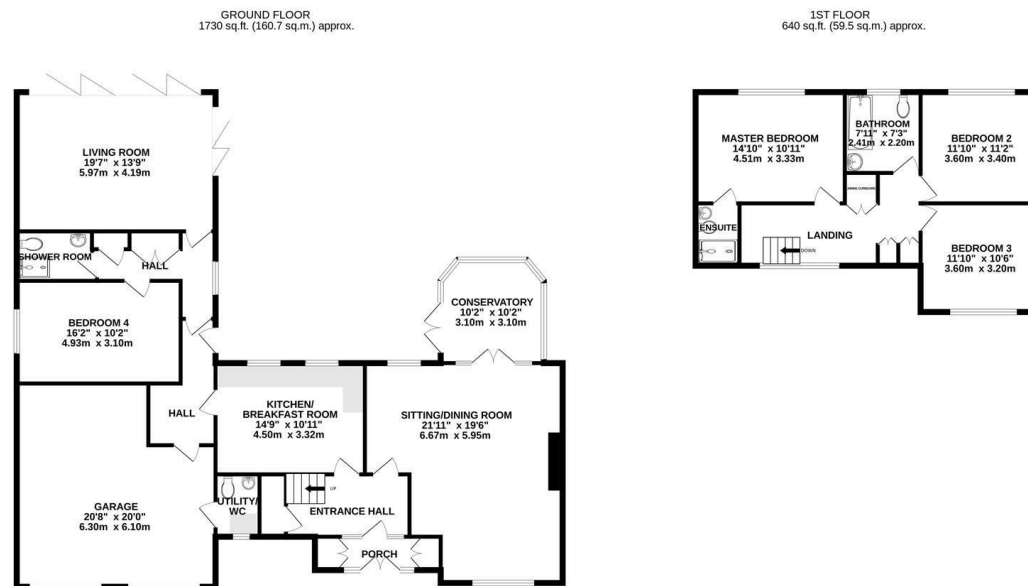 GROUND FLOOR
1730 sq.ft. (160.7 sq.m.) approx.
LIVING ROOM
19'7" x 13'9"
5.97m x 4.19m
SHOWER ROOM
HALL
BEDROOM 4
16'2" x 10'2"
4.93m x 3.10m
CONSERVATORY
10'2" x 10'2"
3.10m x 3.10m
HALL
KITCHEN/
BREAKFAST ROOM
14'9" x 10'11"
4.50m x 3.32m
SITTING/DINING ROOM
21'11" x 19'6"
6.67m x 5.95m
GARAGE
20'8" x 20'0"
6.30m x 6.10m
UTILITY/
WC
UP
ENTRANCE HALL
PORCH
1ST FLOOR
640 sq.ft. (59.5 sq.m.) approx.
MASTER BEDROOM
14'10" x 10'11"
4.51m x 3.33m
BATHROOM
7'11" x 7'3"
2.41m x 2.20m
BEDROOM 2
11'10" x 11'2"
3.60m x 3.40m
AIRING CUPBOARD
ENSUITE
LANDING
DOWN
BEDROOM 3
11'10" x 10'6"
3.60m x 3.20m